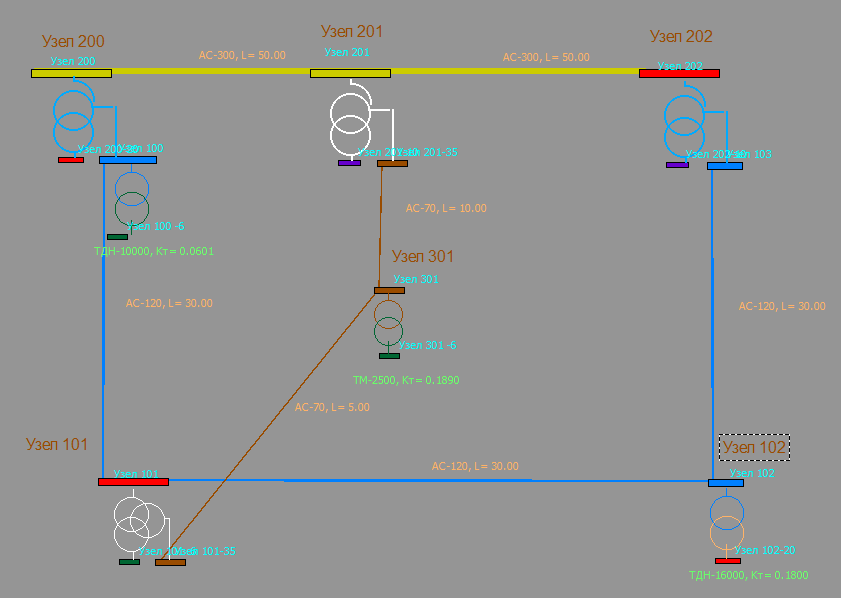 Узел 200
Узел 201
Узел 202
Узел 200
Узел 201
Узел 202
АС-300, L= 50.00
АС-300, L= 50.00
Узел 100
Узел 201-35
103
АС-70, L= 10.00
Узел 100 -6
ТДН-10000, Кт= 0.0601
Узел 301
Узел 301
АС-120, L= 30.00
АС-120, L= 30.00
Узел 301 -6
ТМ-2500, Кт= 0.1890
АС-70, L= 5.00
Узел 101
Узел 102
АС-120, L= 30.00
Узел 101
Узел 102
Узел 101-35
Узел 102-20
ТДН-16000, Кт= 0.1800